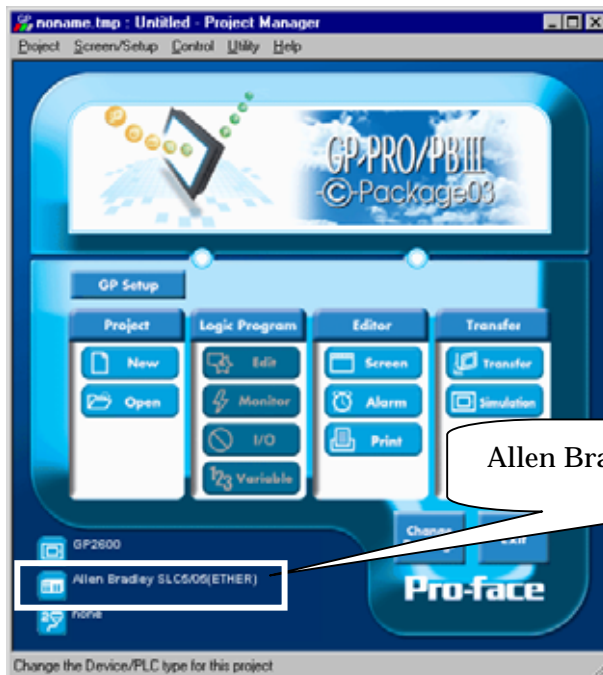 noname.tmp : Untitled - Project Manager
Project Screen/Setup Control Utility Help
GP-PRO/PBIII
-C-Package03
GP Setup
Project Logic Program Editor Transfer
New Edit Screen Transfer
Open Monitor Alarm Simulation
I/O Print
Variable
Allen Bra
GP2600
Change
Exit
Allen Bradley SLC5/05(ETHER)
Pro-face
none
Change the Device/PLC type for this project